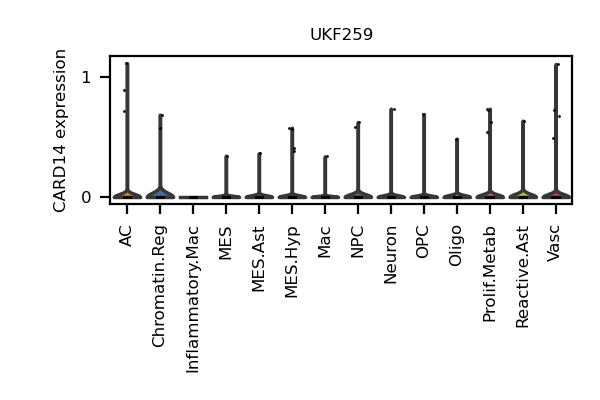 UKF259
CARD14 expression
1
0
AC
Chromatin.Reg
Inflammatory.Mac
MES
MES.Ast
MES.Hyp
Mac
NPC
Neuron
OPC
Oligo
Prolif.Metab
Reactive.Ast
Vasc